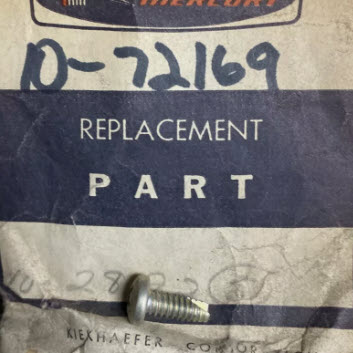 MERCURY
10-72169
REPLACEMENT
PART
KIEKHAEFER